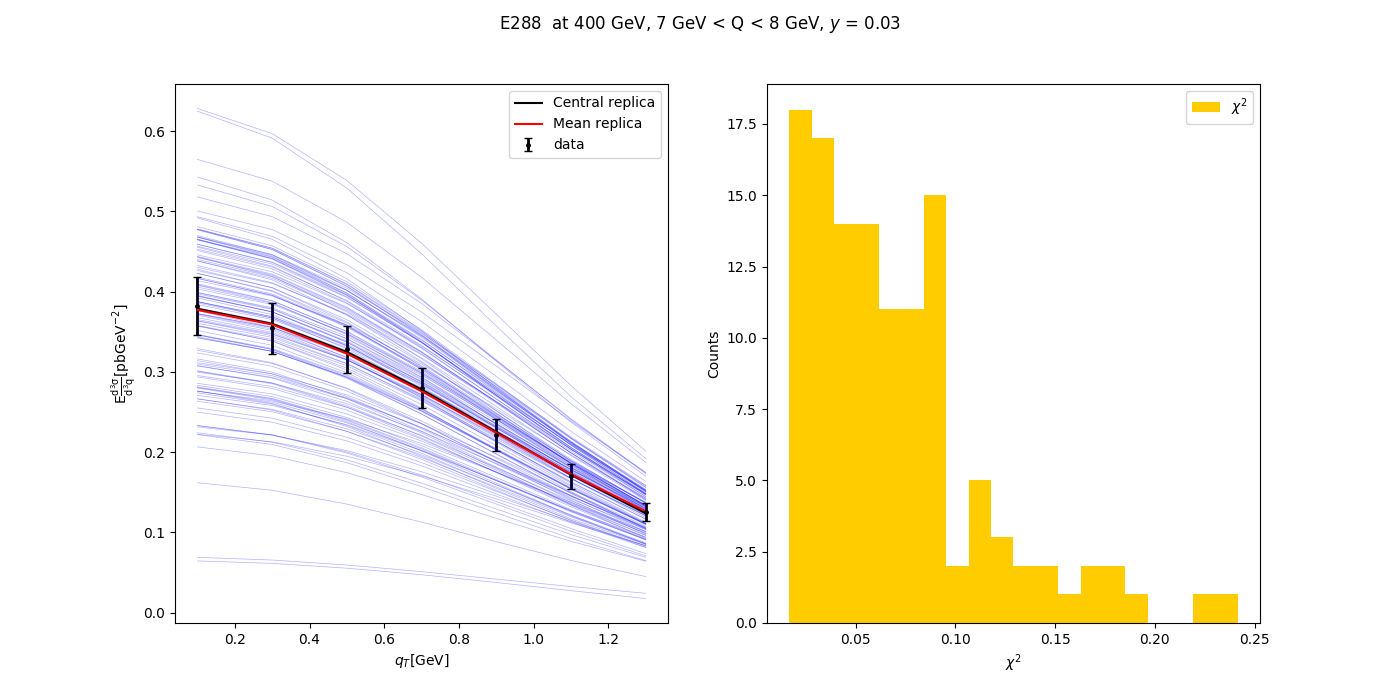 E288 at 400 GeV, 7 GeV < Q < 8 GeV, y = 0.03
Central replica
Mean replica
data
0.6
0.5
0.4
0.3
0.2
0.1
0.0
E d³σ/d³q [pbGeV⁻²]
0.2 0.4 0.6 0.8 1.0 1.2
q_T[GeV]
χ²
17.5
15.0
12.5
10.0
7.5
5.0
2.5
0.0
Counts
0.05 0.10 0.15 0.20 0.25
χ²